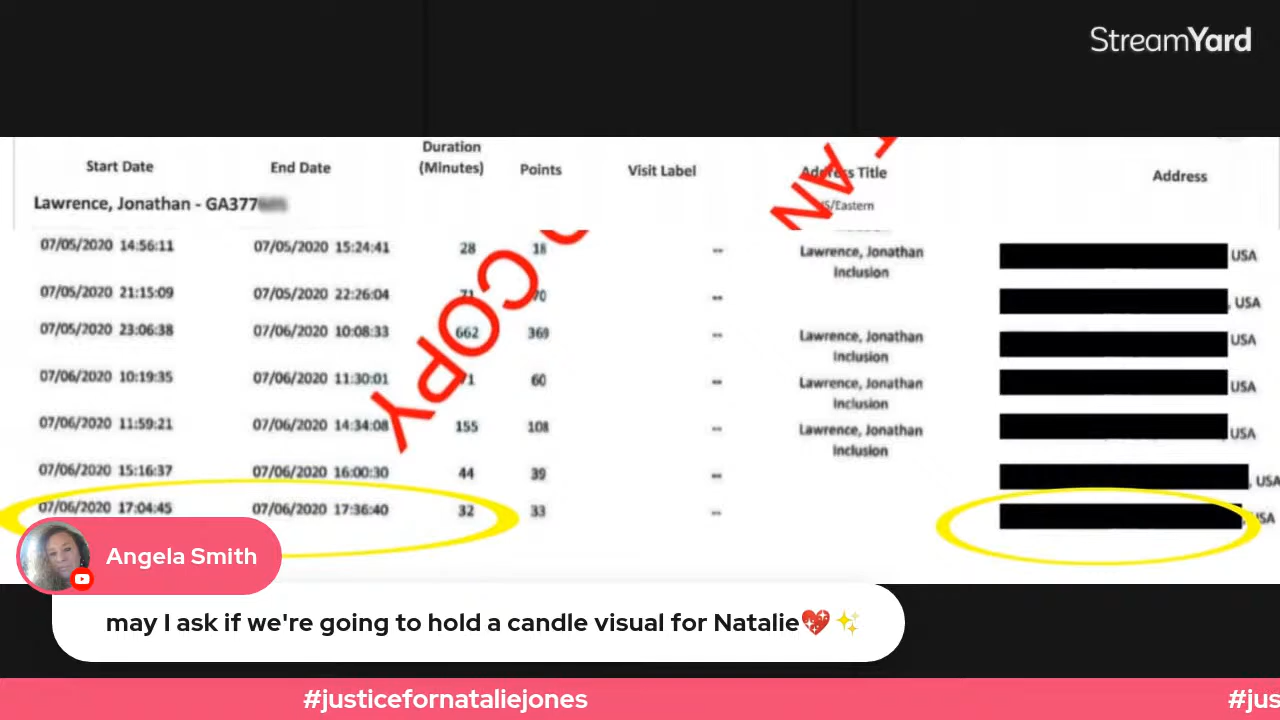 StreamYard
Start Date End Date Duration (Minutes) Points Visit Label Address Title Address
US/Eastern
Lawrence, Jonathan - GA377
07/05/2020 14:56:11 07/05/2020 15:24:41 28 18 -- Lawrence, Jonathan Inclusion USA
07/05/2020 21:15:09 07/05/2020 22:26:04 71 70 -- , USA
07/05/2020 23:06:38 07/06/2020 10:08:33 662 369 -- Lawrence, Jonathan Inclusion USA
07/06/2020 10:19:35 07/06/2020 11:30:01 71 60 -- Lawrence, Jonathan Inclusion USA
07/06/2020 11:59:21 07/06/2020 14:34:08 155 108 -- Lawrence, Jonathan Inclusion USA
07/06/2020 15:16:37 07/06/2020 16:00:30 44 39 -- , USA
07/06/2020 17:04:45 07/06/2020 17:36:40 32 33 -- USA
COPY
Angela Smith
may I ask if we're going to hold a candle visual for Natalie💖✨
#justicefornataliejones #jus